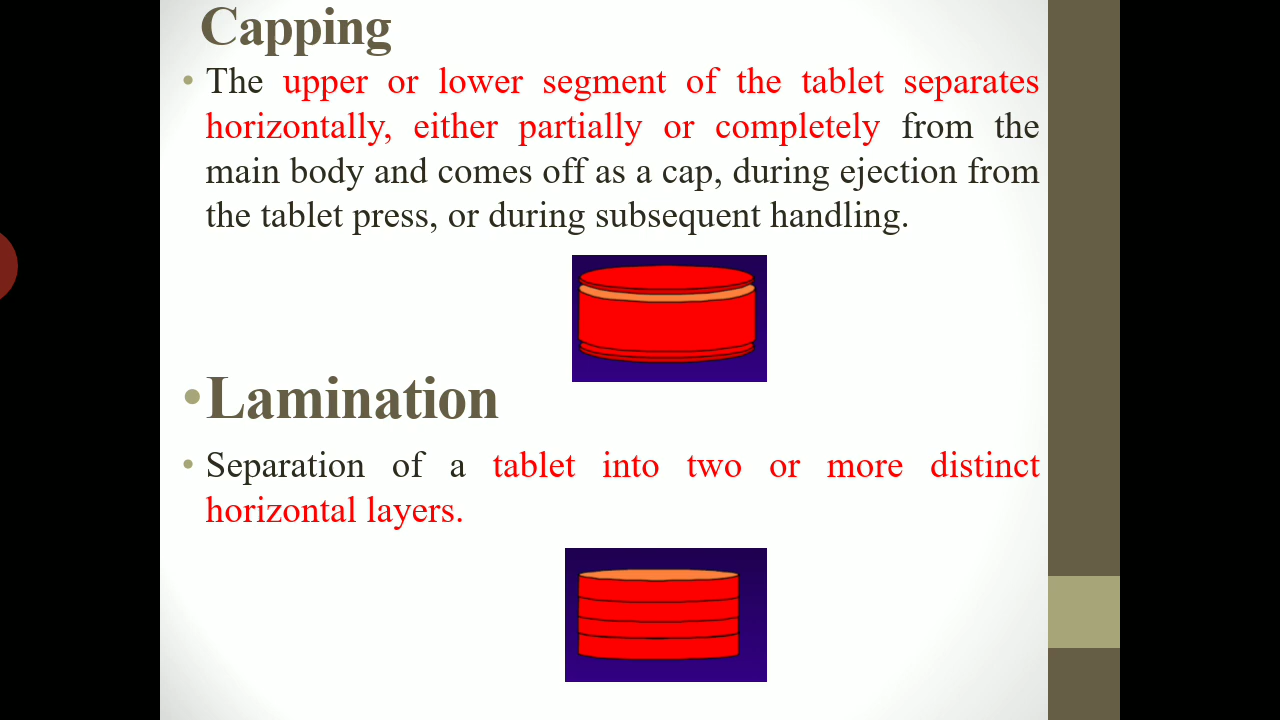 Capping
• The upper or lower segment of the tablet separates
horizontally, either partially or completely from the
main body and comes off as a cap, during ejection from
the tablet press, or during subsequent handling.
• Lamination
• Separation of a tablet into two or more distinct
horizontal layers.